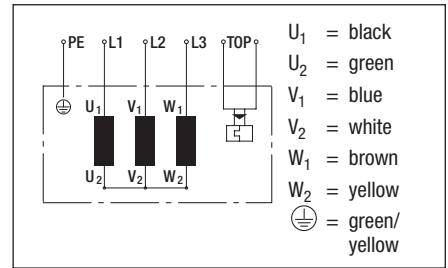 PE L1 L2 L3 TOP
U₁ V₁ W₁
U₂ V₂ W₂
U₁ = black
U₂ = green
V₁ = blue
V₂ = white
W₁ = brown
W₂ = yellow
= green/
yellow